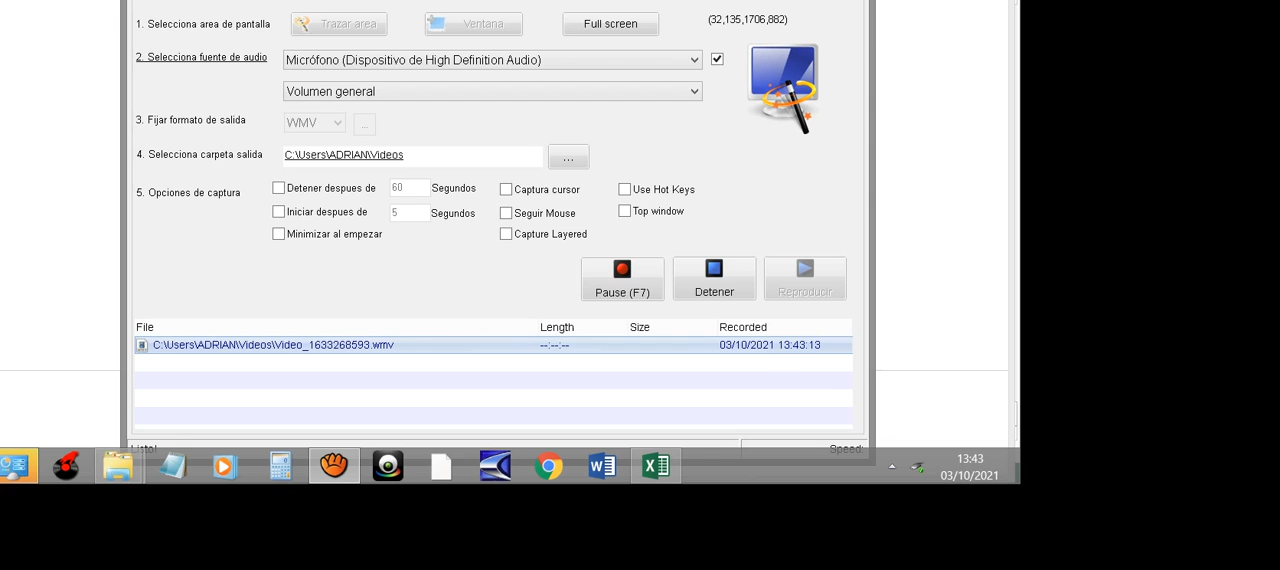 1. Selecciona area de pantalla Trazar area Ventana Full screen (32,135,1706,882)
2. Selecciona fuente de audio Micrófono (Dispositivo de High Definition Audio)
Volumen general
3. Fijar formato de salida WMV ...
4. Selecciona carpeta salida C:\Users\ADRIAN\Videos ...
5. Opciones de captura
Detener despues de 60 Segundos Captura cursor Use Hot Keys
Iniciar despues de 5 Segundos Seguir Mouse Top window
Minimizar al empezar Capture Layered
Pause (F7) Detener Reproducir
File Length Size Recorded
C:\Users\ADRIAN\Videos\Video_1633268593.wmv --:--:-- 03/10/2021 13:43:13
Listo! Speed:
13:43
03/10/2021